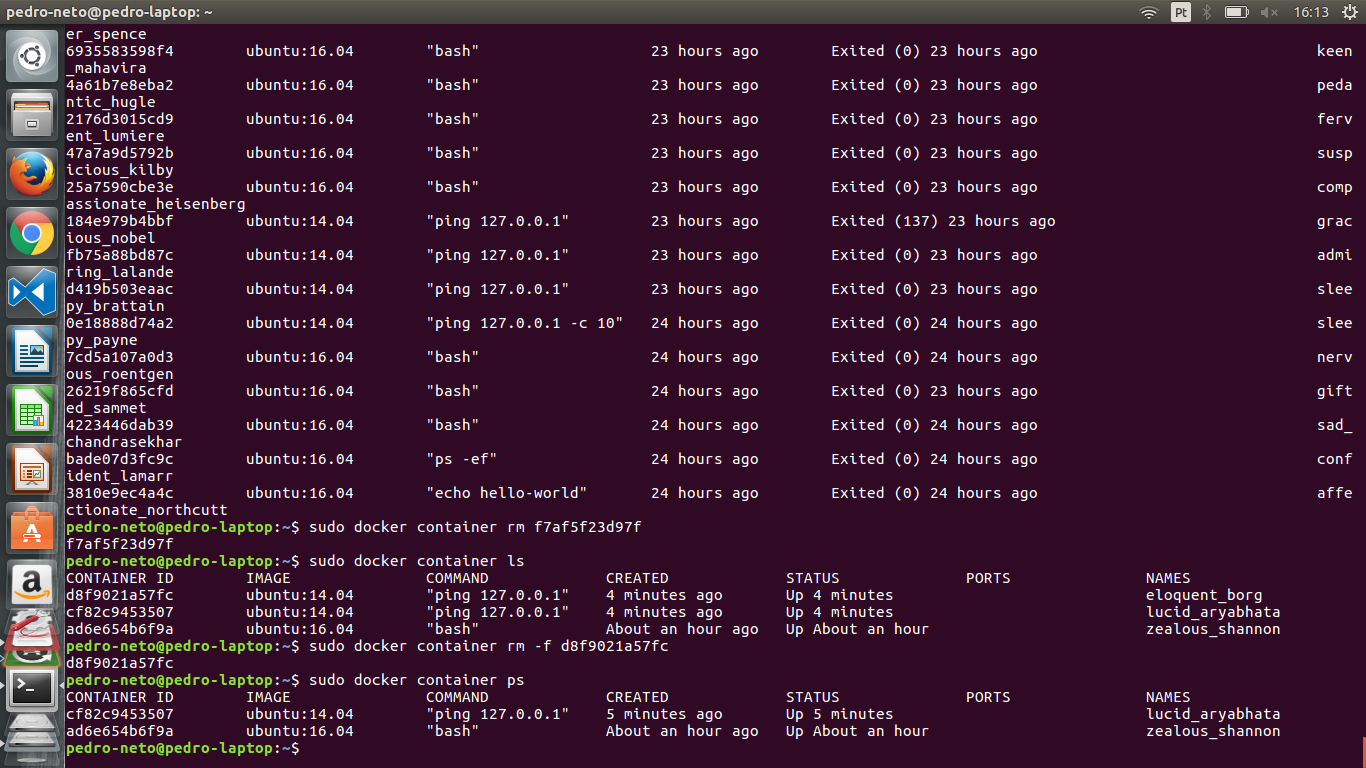 pedro-neto@pedro-laptop: ~ Pt 16:13
er_spence
6935583598f4 ubuntu:16.04 "bash" 23 hours ago Exited (0) 23 hours ago keen
_mahavira
4a61b7e8eba2 ubuntu:16.04 "bash" 23 hours ago Exited (0) 23 hours ago peda
ntic_hugle
2176d3015cd9 ubuntu:16.04 "bash" 23 hours ago Exited (0) 23 hours ago ferv
ent_lumiere
47a7a9d5792b ubuntu:16.04 "bash" 23 hours ago Exited (0) 23 hours ago susp
icious_kilby
25a7590cbe3e ubuntu:16.04 "bash" 23 hours ago Exited (0) 23 hours ago comp
assionate_heisenberg
184e979b4bbf ubuntu:14.04 "ping 127.0.0.1" 23 hours ago Exited (137) 23 hours ago grac
ious_nobel
fb75a88bd87c ubuntu:14.04 "ping 127.0.0.1" 23 hours ago Exited (0) 23 hours ago admi
ring_lalande
d419b503eaac ubuntu:14.04 "ping 127.0.0.1" 23 hours ago Exited (0) 23 hours ago slee
py_brattain
0e18888d74a2 ubuntu:14.04 "ping 127.0.0.1 -c 10" 24 hours ago Exited (0) 24 hours ago slee
py_payne
7cd5a107a0d3 ubuntu:16.04 "bash" 24 hours ago Exited (0) 24 hours ago nerv
ous_roentgen
26219f865cfd ubuntu:16.04 "bash" 24 hours ago Exited (0) 23 hours ago gift
ed_sammet
4223446dab39 ubuntu:16.04 "bash" 24 hours ago Exited (0) 24 hours ago sad_
chandrasekhar
bade07d3fc9c ubuntu:16.04 "ps -ef" 24 hours ago Exited (0) 24 hours ago conf
ident_lamarr
3810e9ec4a4c ubuntu:16.04 "echo hello-world" 24 hours ago Exited (0) 24 hours ago affe
ctionate_northcutt
pedro-neto@pedro-laptop:~$ sudo docker container rm f7af5f23d97f
f7af5f23d97f
pedro-neto@pedro-laptop:~$ sudo docker container ls
CONTAINER ID IMAGE COMMAND CREATED STATUS PORTS NAMES
d8f9021a57fc ubuntu:14.04 "ping 127.0.0.1" 4 minutes ago Up 4 minutes eloquent_borg
cf82c9453507 ubuntu:14.04 "ping 127.0.0.1" 4 minutes ago Up 4 minutes lucid_aryabhata
ad6e654b6f9a ubuntu:16.04 "bash" About an hour ago Up About an hour zealous_shannon
pedro-neto@pedro-laptop:~$ sudo docker container rm -f d8f9021a57fc
d8f9021a57fc
pedro-neto@pedro-laptop:~$ sudo docker container ps
CONTAINER ID IMAGE COMMAND CREATED STATUS PORTS NAMES
cf82c9453507 ubuntu:14.04 "ping 127.0.0.1" 5 minutes ago Up 5 minutes lucid_aryabhata
ad6e654b6f9a ubuntu:16.04 "bash" About an hour ago Up About an hour zealous_shannon
pedro-neto@pedro-laptop:~$